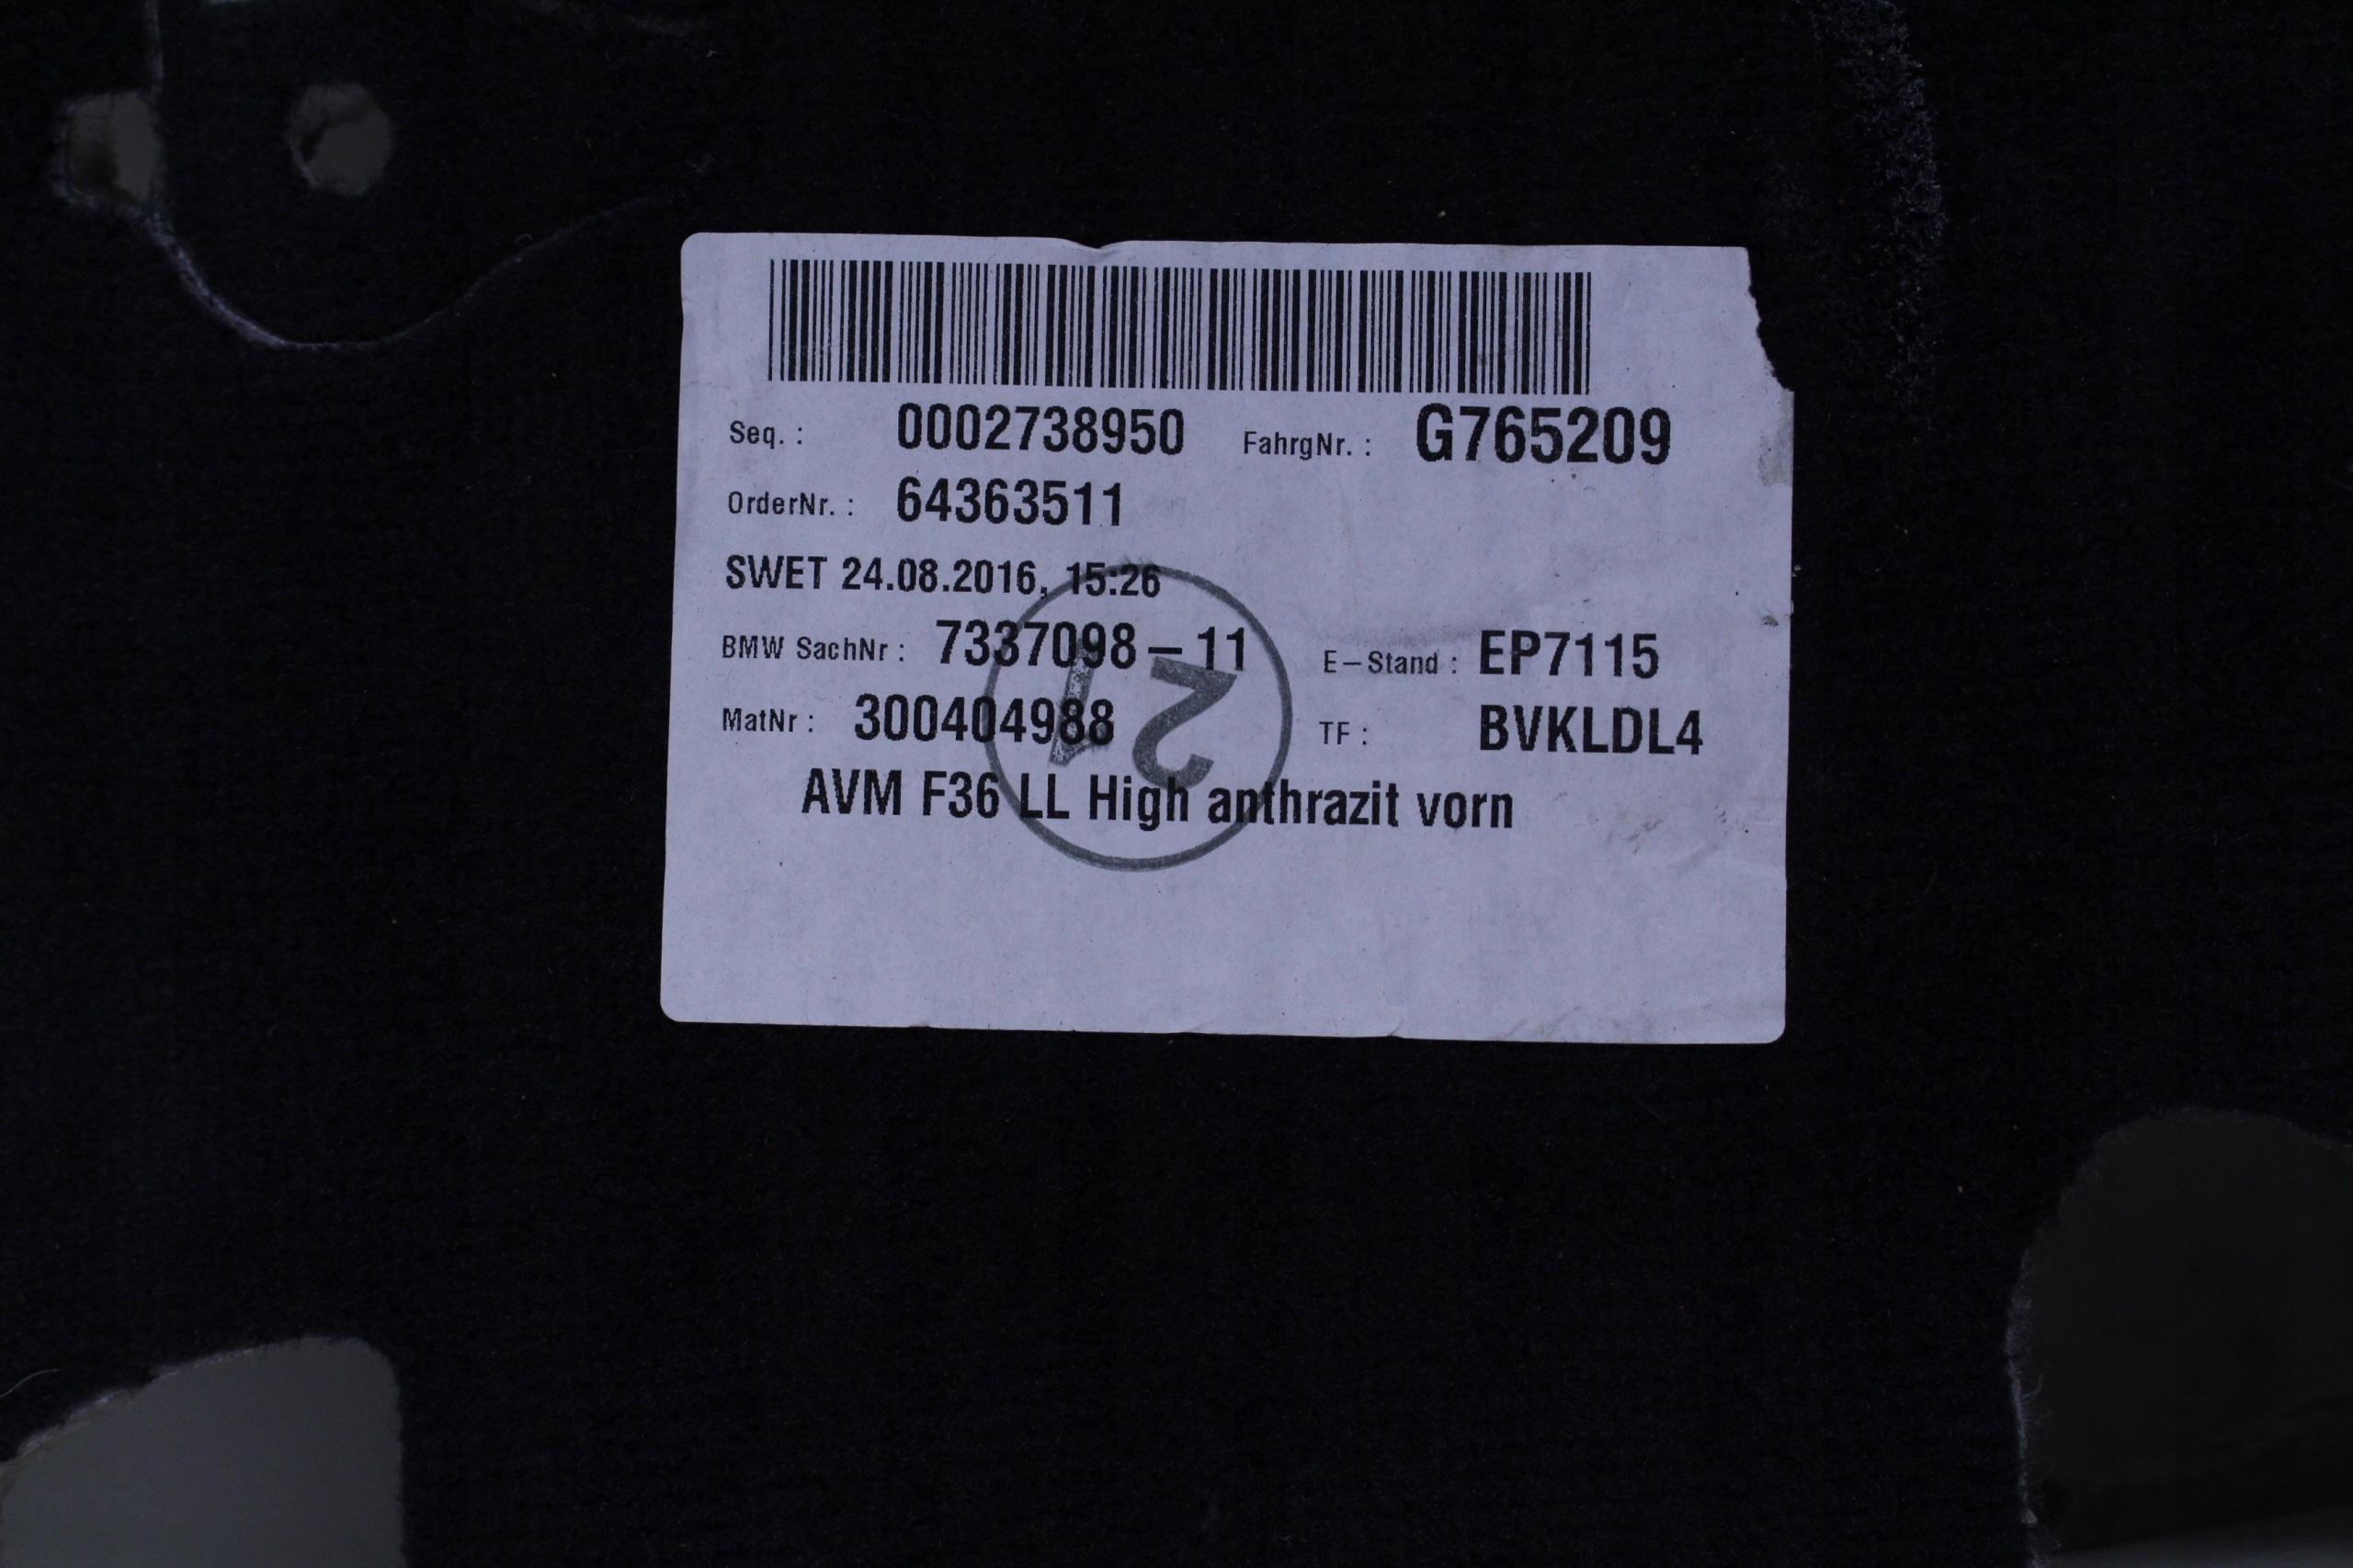 Seq. : 0002738950 FahrgNr. : G765209
OrderNr. : 64363511
SWET 24.08.2016, 15:26
BMW SachNr : 7337098-11 E-Stand : EP7115
MatNr : 300404988 TF : BVKLDL4
AVM F36 LL High anthrazit vorn
21